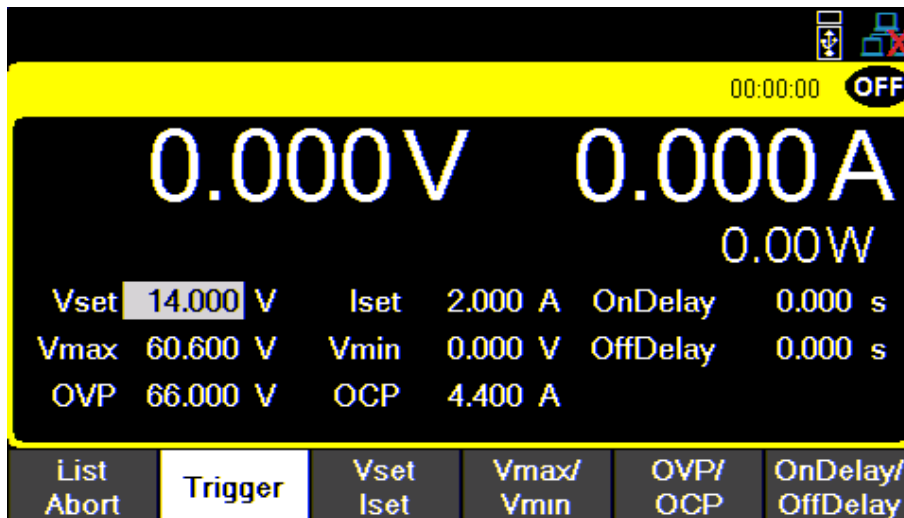 00:00:00 OFF
0.000V 0.000A
0.00W
Vset 14.000 V Iset 2.000 A OnDelay 0.000 s
Vmax 60.600 V Vmin 0.000 V OffDelay 0.000 s
OVP 66.000 V OCP 4.400 A
List Abort
Trigger
Vset Iset
Vmax/ Vmin
OVP/ OCP
OnDelay/ OffDelay